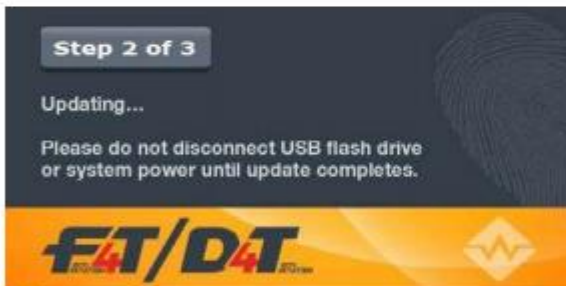 Step 2 of 3
Updating...
Please do not disconnect USB flash drive
or system power until update completes.
F4T/D4T